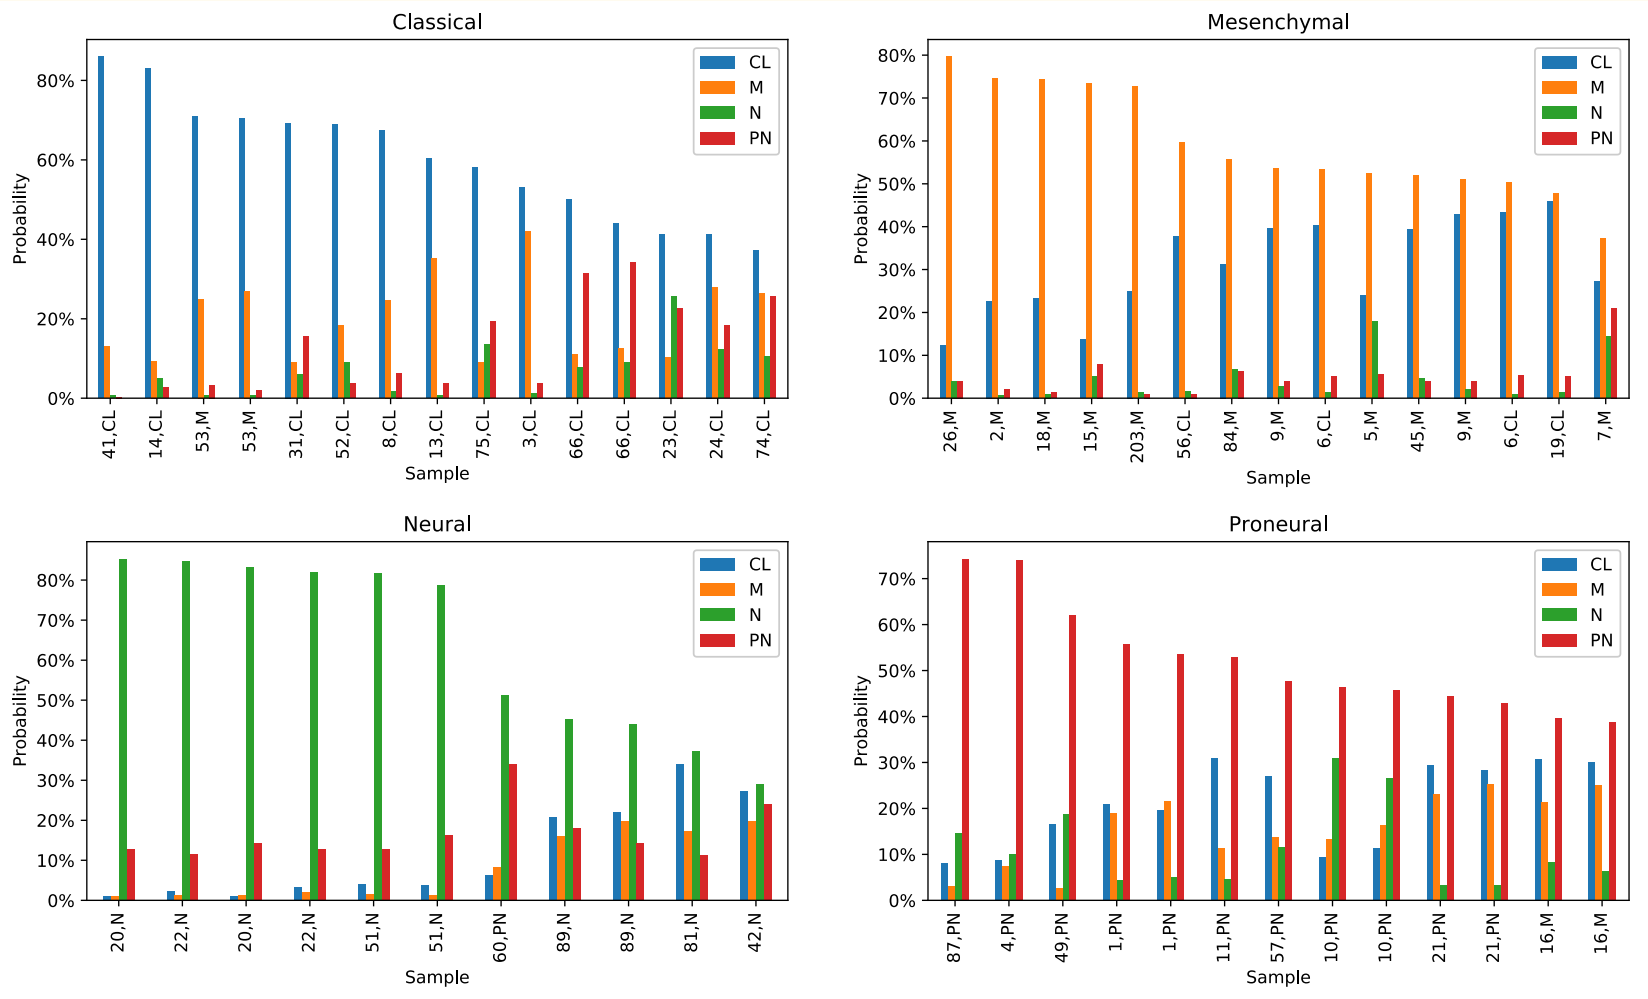 Classical
Probability
80%
60%
40%
20%
0%
CL
M
N
PN
41,CL
14,CL
53,M
53,M
31,CL
52,CL
8,CL
13,CL
75,CL
3,CL
66,CL
66,CL
23,CL
24,CL
74,CL
Sample
Mesenchymal
Probability
80%
70%
60%
50%
40%
30%
20%
10%
0%
CL
M
N
PN
26,M
2,M
18,M
15,M
203,M
56,CL
84,M
9,M
6,CL
5,M
45,M
9,M
6,CL
19,CL
7,M
Sample
Neural
Probability
80%
70%
60%
50%
40%
30%
20%
10%
0%
CL
M
N
PN
20,N
22,N
20,N
22,N
51,N
51,N
60,PN
89,N
89,N
81,N
42,N
Sample
Proneural
Probability
70%
60%
50%
40%
30%
20%
10%
0%
CL
M
N
PN
87,PN
4,PN
49,PN
1,PN
1,PN
11,PN
57,PN
10,PN
10,PN
21,PN
21,PN
16,M
16,M
Sample